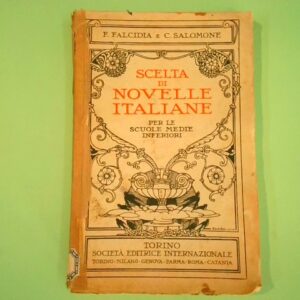 F. FALCIDIA E C. SALOMONE
SCELTA
DI
NOVELLE
ITALIANE
PER LE
SCUOLE MEDIE
INFERIORI
TORINO
SOCIETÀ EDITRICE INTERNAZIONALE
TORINO - MILANO - GENOVA - PARMA - ROMA - CATANIA